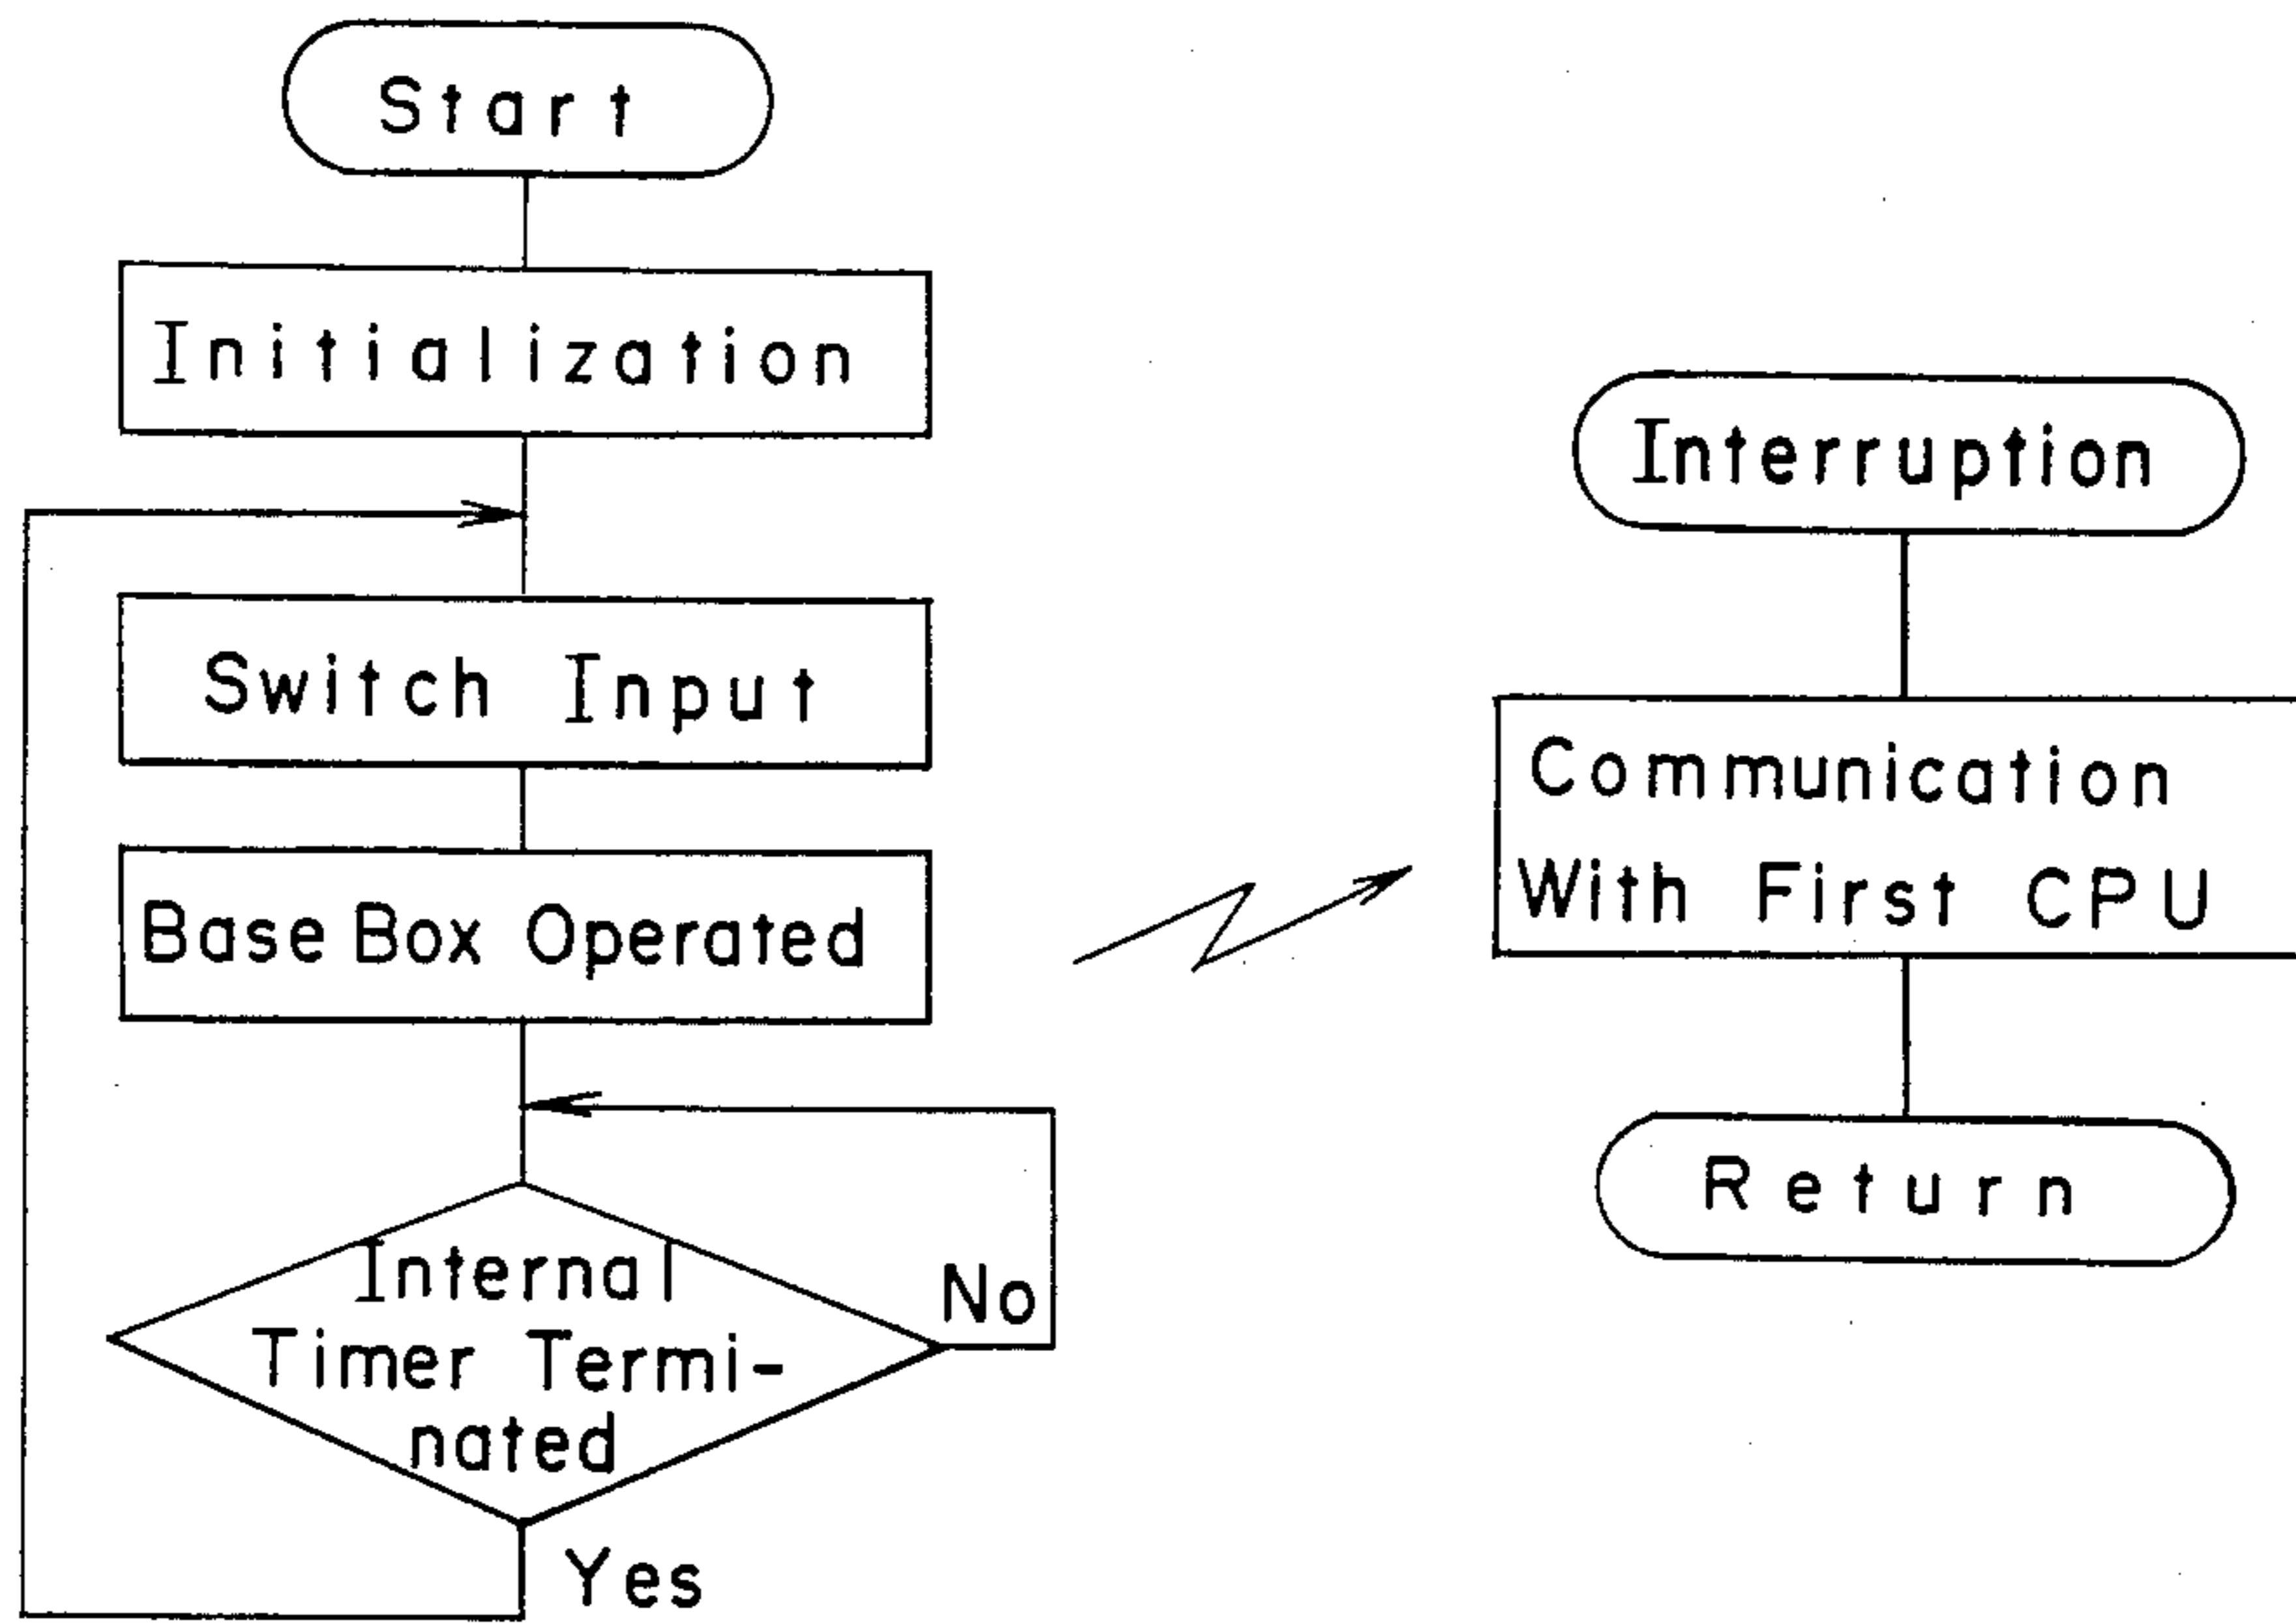 Start
Initialization
Switch Input
Base Box Operated
Internal
Timer Termi-
nated
No
Yes
Interruption
Communication
With First CPU
Return